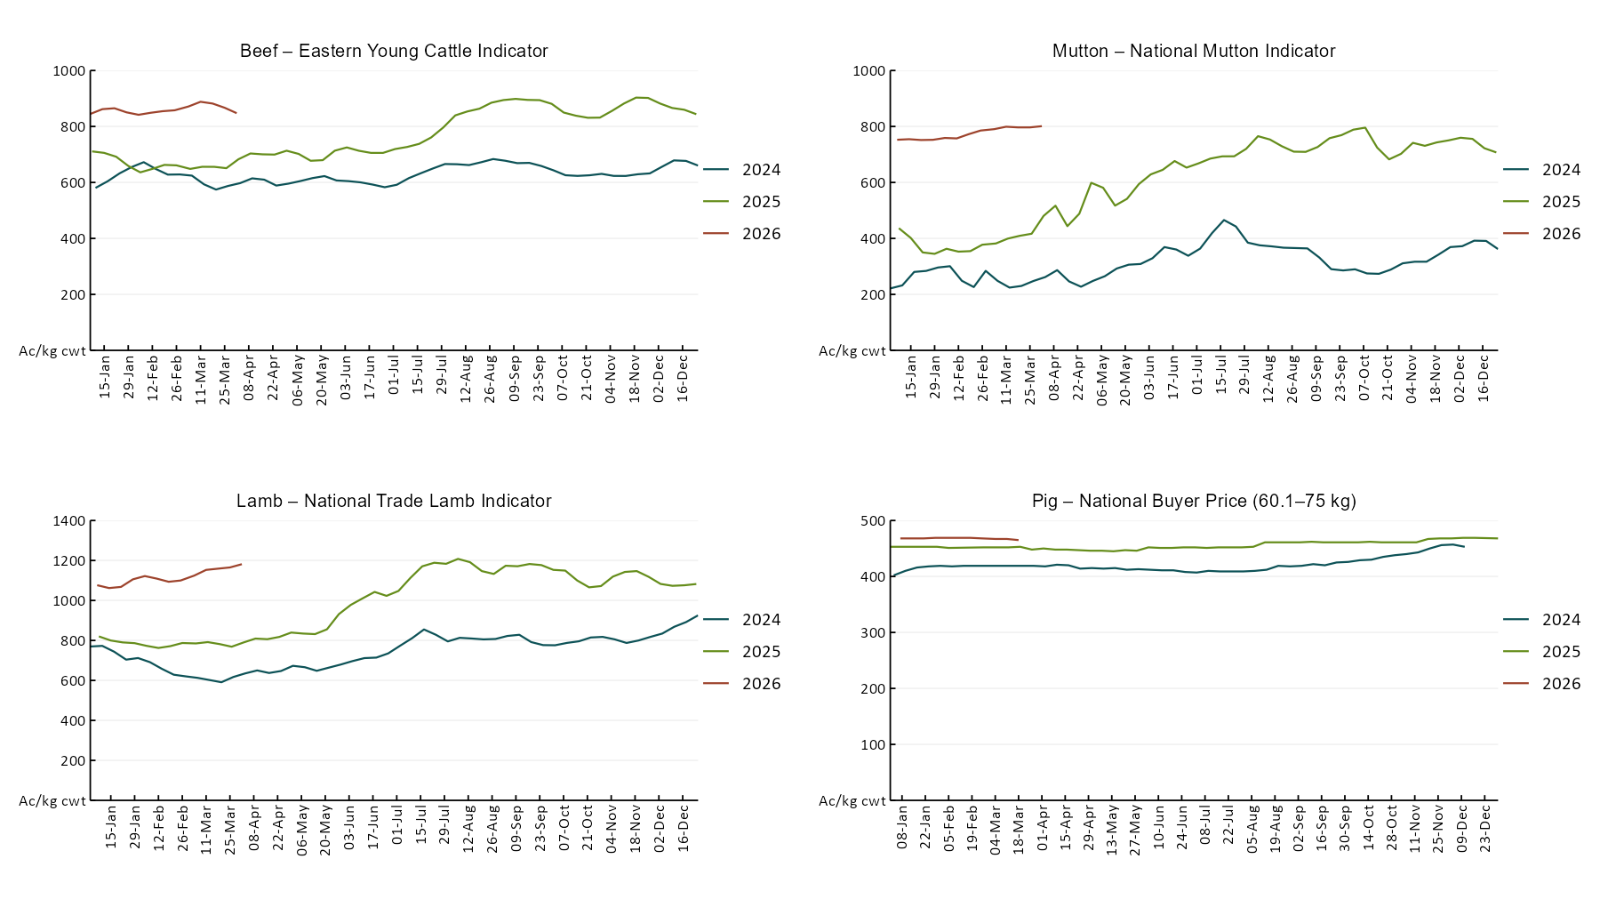 Beef – Eastern Young Cattle Indicator
1000
800
600
400
200
Ac/kg cwt
15-Jan
29-Jan
12-Feb
26-Feb
11-Mar
25-Mar
08-Apr
22-Apr
06-May
20-May
03-Jun
17-Jun
01-Jul
15-Jul
29-Jul
12-Aug
26-Aug
09-Sep
23-Sep
07-Oct
21-Oct
04-Nov
18-Nov
02-Dec
16-Dec
2024
2025
2026
Mutton – National Mutton Indicator
1000
800
600
400
200
Ac/kg cwt
15-Jan
29-Jan
12-Feb
26-Feb
11-Mar
25-Mar
08-Apr
22-Apr
06-May
20-May
03-Jun
17-Jun
01-Jul
15-Jul
29-Jul
12-Aug
26-Aug
09-Sep
23-Sep
07-Oct
21-Oct
04-Nov
18-Nov
02-Dec
16-Dec
2024
2025
2026
Lamb – National Trade Lamb Indicator
1400
1200
1000
800
600
400
200
Ac/kg cwt
15-Jan
29-Jan
12-Feb
26-Feb
11-Mar
25-Mar
08-Apr
22-Apr
06-May
20-May
03-Jun
17-Jun
01-Jul
15-Jul
29-Jul
12-Aug
26-Aug
09-Sep
23-Sep
07-Oct
21-Oct
04-Nov
18-Nov
02-Dec
16-Dec
2024
2025
2026
Pig – National Buyer Price (60.1–75 kg)
500
400
300
200
100
Ac/kg cwt
08-Jan
22-Jan
05-Feb
19-Feb
04-Mar
18-Mar
01-Apr
15-Apr
29-Apr
13-May
27-May
10-Jun
24-Jun
08-Jul
22-Jul
05-Aug
19-Aug
02-Sep
16-Sep
30-Sep
14-Oct
28-Oct
11-Nov
25-Nov
09-Dec
23-Dec
2024
2025
2026